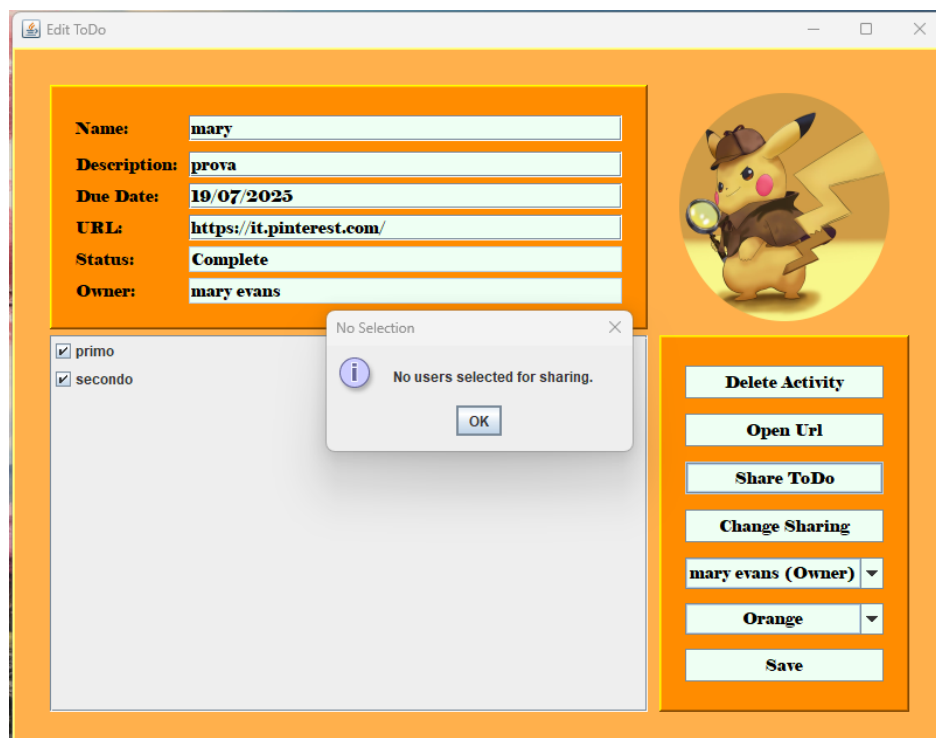 Edit ToDo
Name: mary
Description: prova
Due Date: 19/07/2025
URL: https://it.pinterest.com/
Status: Complete
Owner: mary evans
No Selection
No users selected for sharing.
OK
primo
secondo
Delete Activity
Open Url
Share ToDo
Change Sharing
mary evans (Owner)
Orange
Save